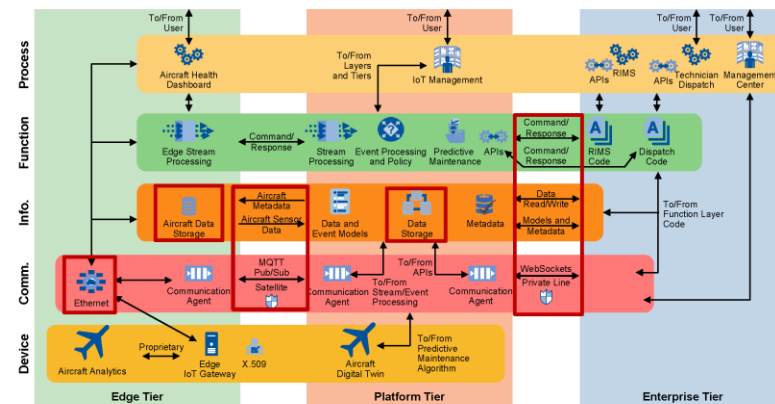 To/From
User
To/From
User
To/From
User
To/From
User
Process
Aircraft Health
Dashboard
To/From
Layers
and Tiers
IoT Management
APIs
RIMS
APIs
Technician
Dispatch
Management
Center
Function
Edge Stream
Processing
Command/
Response
Stream
Processing
Event Processing
and Policy
Predictive
Maintenance
APIs
Command/
Response
Command/
Response
RIMS
Code
Dispatch
Code
Info.
Aircraft Data
Storage
Aircraft
Metadata
Aircraft Sensor
Data
Data and
Event Models
Data
Storage
Metadata
Data
Read/Write
Models and
Metadata
To/From
Function Layer
Code
Comm.
Ethernet
Communication
Agent
MQTT
Pub/Sub
Satellite
Communication
Agent
To/From
Stream/Event
Processing
To/From
APIs
Communication
Agent
WebSockets
Private Line
Device
Aircraft Analytics
Proprietary
Edge
IoT Gateway
X.509
Aircraft
Digital Twin
To/From
Predictive
Maintenance
Algorithm
Edge Tier
Platform Tier
Enterprise Tier